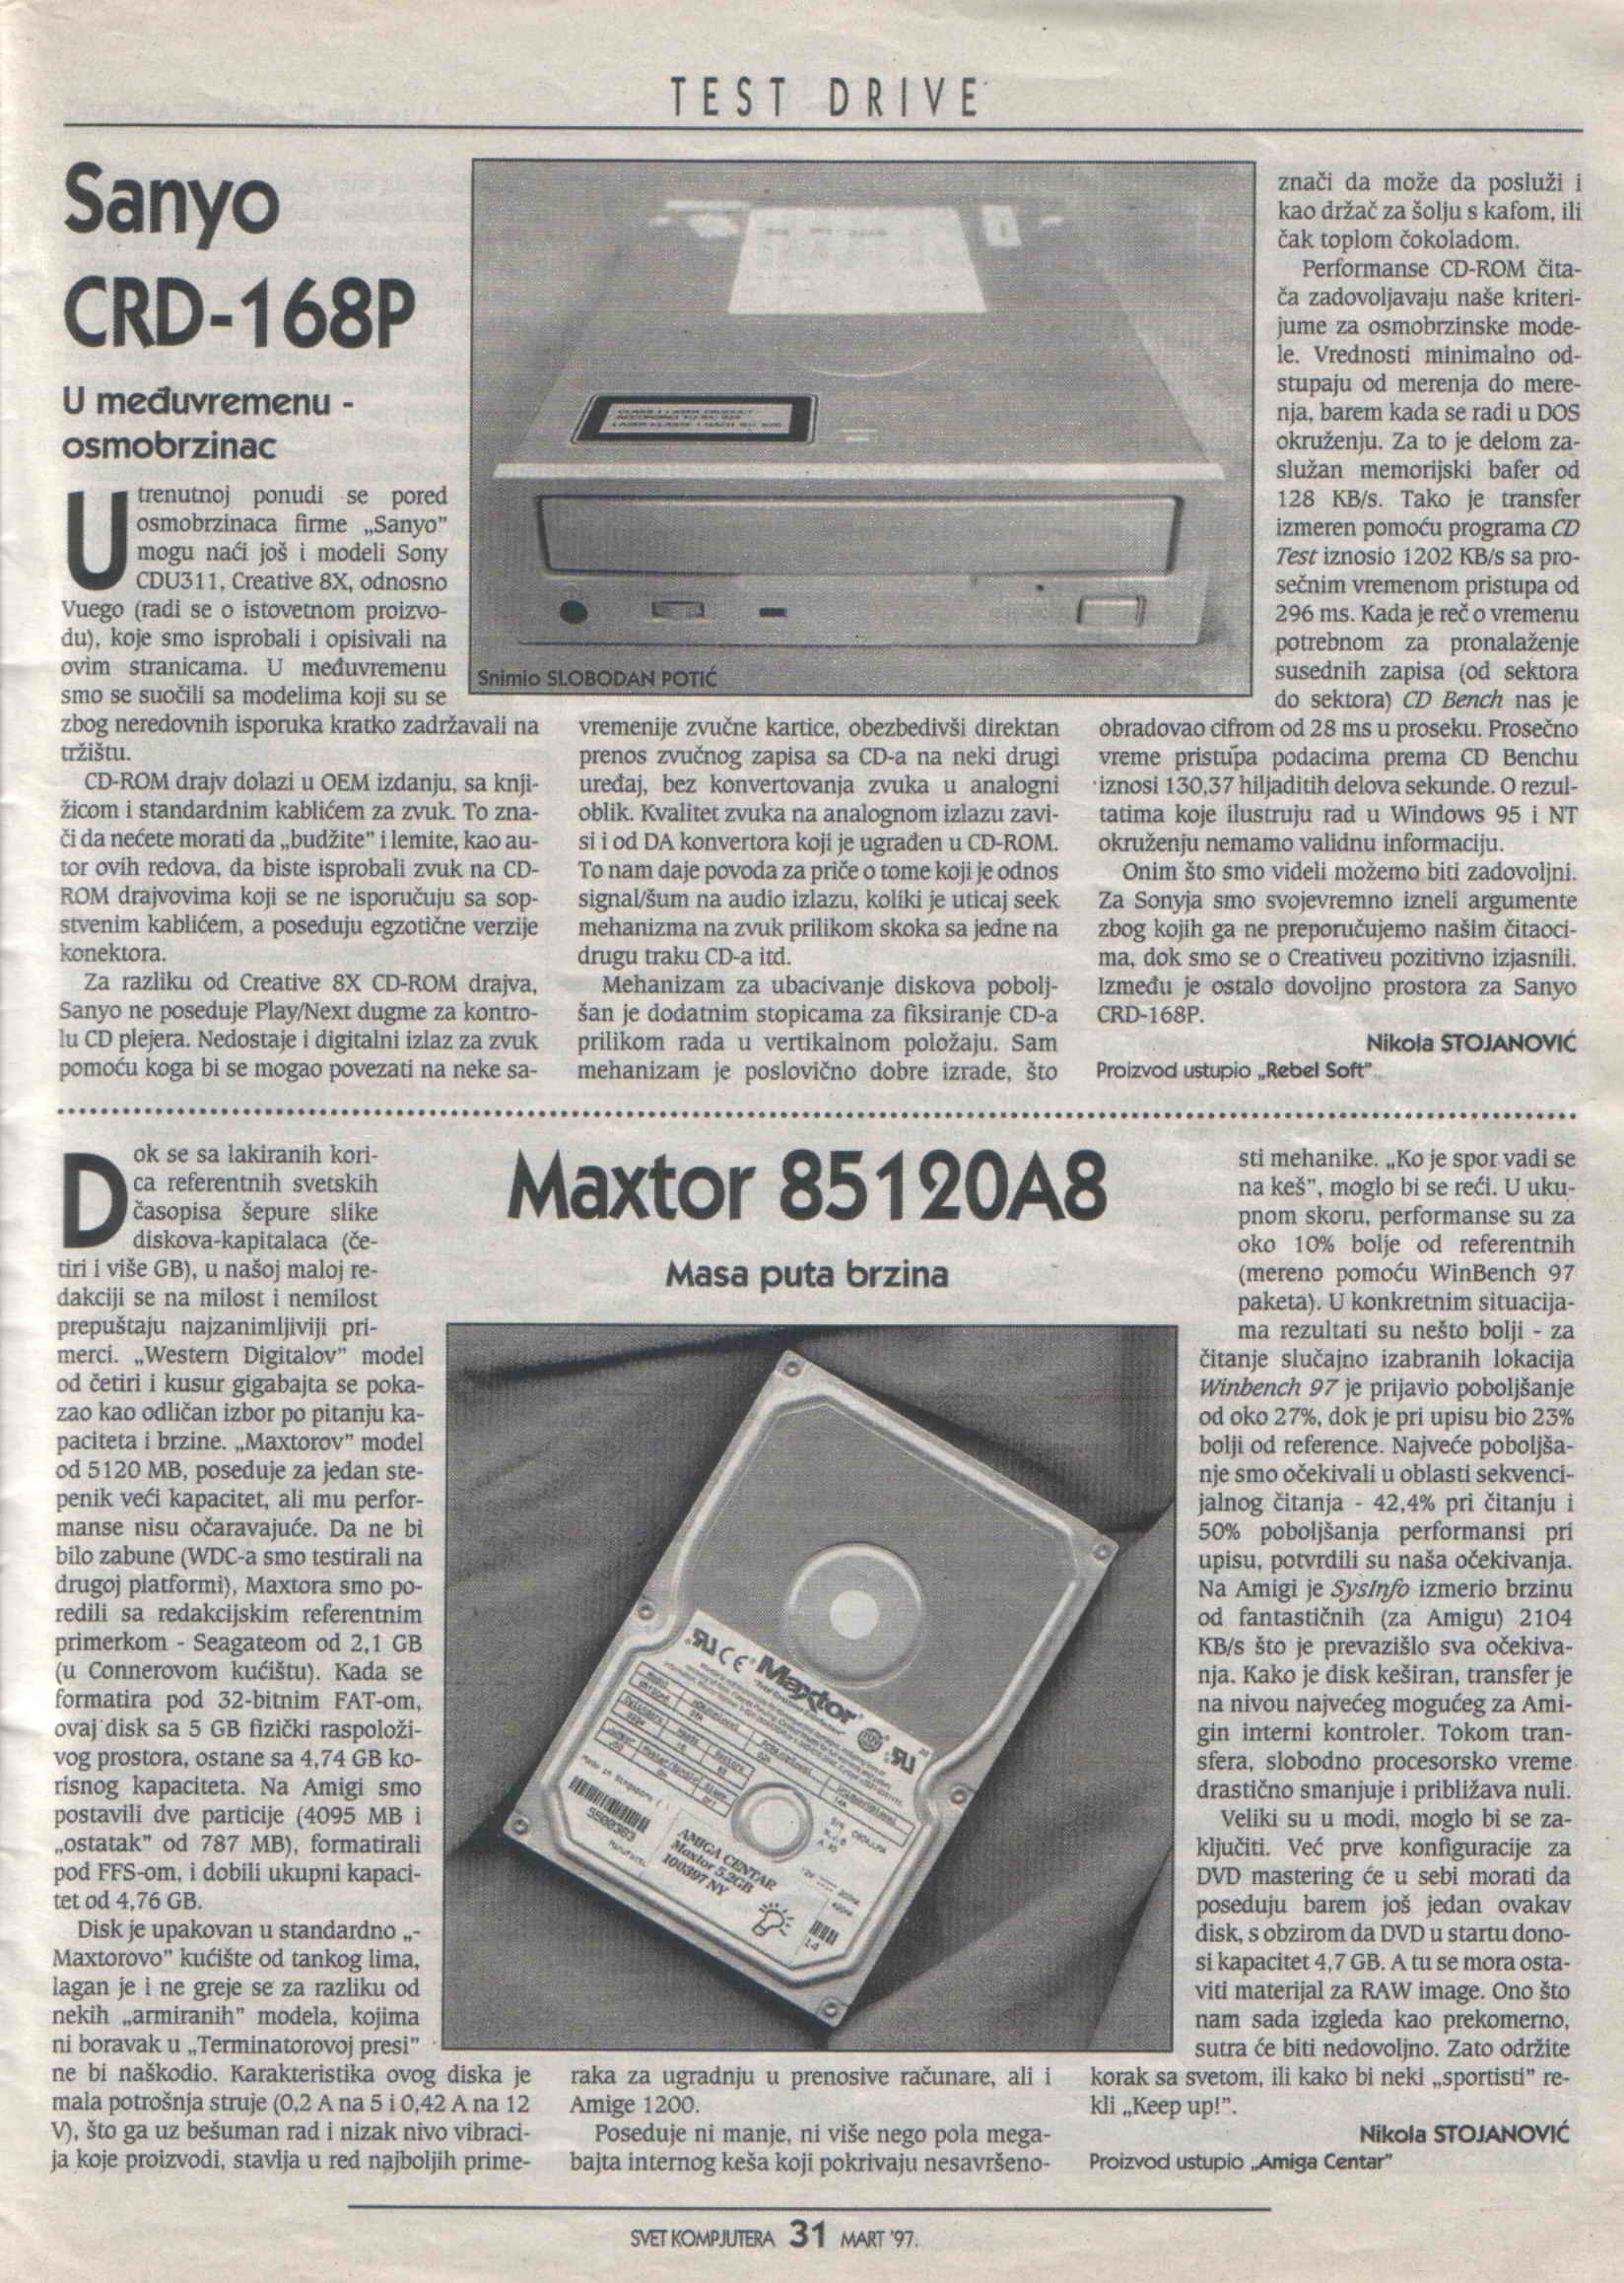 TEST DRIVE
Sanyo
CRD-168P
U međuvremenu -
osmobrzinac
U trenutnoj ponudi se pored
osmobrzinaca firme „Sanyo”
mogu naći još i modeli Sony
CDU311, Creative 8X, odnosno
Vuego (radi se o istovetnom proizvo-
du), koje smo isprobali i opisivali na
ovim stranicama. U međuvremenu
smo se suočili sa modelima koji su se
zbog neredovnih isporuka kratko zadržavali na
tržištu.
CD-ROM drajv dolazi u OEM izdanju, sa knji-
žicom i standardnim kablićem za zvuk. To zna-
či da nećete morati da „budžite” i lemite, kao au-
tor ovih redova, da biste isprobali zvuk na CD-
ROM drajvovima koji se ne isporučuju sa sop-
stvenim kablićem, a poseduju egzotične verzije
konektora.
Za razliku od Creative 8X CD-ROM drajva,
Sanyo ne poseduje Play/Next dugme za kontro-
lu CD plejera. Nedostaje i digitalni izlaz za zvuk
pomoću koga bi se mogao povezati na neke sa-
CLASS 1 LASER PRODUCT
Snimio SLOBODAN POTIĆ
vremenije zvučne kartice, obezbedivši direktan
prenos zvučnog zapisa sa CD-a na neki drugi
uređaj, bez konvertovanja zvuka u analogni
oblik. Kvalitet zvuka na analognom izlazu zavi-
si i od DA konvertora koji je ugrađen u CD-ROM.
To nam daje povoda za priče o tome koji je odnos
signal/šum na audio izlazu, koliki je uticaj seek
mehanizma na zvuk prilikom skoka sa jedne na
drugu traku CD-a itd.
Mehanizam za ubacivanje diskova pobolj-
šan je dodatnim stopicama za fiksiranje CD-a
prilikom rada u vertikalnom položaju. Sam
mehanizam je poslovično dobre izrade, što
znači da može da posluži i
kao držač za šolju s kafom, ili
čak toplom čokoladom.
Performanse CD-ROM čita-
ča zadovoljavaju naše kriteri-
jume za osmobrzinske mode-
le. Vrednosti minimalno od-
stupaju od merenja do mere-
nja, barem kada se radi u DOS
okruženju. Za to je delom za-
služan memorijski bafer od
128 KB/s. Tako je transfer
izmeren pomoću programa CD
Test iznosio 1202 KB/s sa pro-
sečnim vremenom pristupa od
296 ms. Kada je reč o vremenu
potrebnom za pronalaženje
susednih zapisa (od sektora
do sektora) CD Bench nas je
obradovao cifrom od 28 ms u proseku. Prosečno
vreme pristupa podacima prema CD Benchu
iznosi 130,37 hiljaditih delova sekunde. O rezul-
tatima koje ilustruju rad u Windows 95 i NT
okruženju nemamo validnu informaciju.
Onim što smo videli možemo biti zadovoljni.
Za Sonyja smo svojevremno izneli argumente
zbog kojih ga ne preporučujemo našim čitaoci-
ma, dok smo se o Creativeu pozitivno izjasnili.
Između je ostalo dovoljno prostora za Sanyo
CRD-168P.
Nikola STOJANOVIĆ
Proizvod ustupio „Rebel Soft”
Maxtor 85120A8
Masa puta brzina
Dok se sa lakiranih kori-
ca referentnih svetskih
časopisa šepure slike
diskova-kapitalaca (če-
tiri i više GB), u našoj maloj re-
dakciji se na milost i nemilost
prepuštaju najzanimljiviji pri-
merci. „Western Digitalov” model
od četiri i kusur gigabajta se poka-
zao kao odličan izbor po pitanju ka-
paciteta i brzine. „Maxtorov” model
od 5120 MB, poseduje za jedan ste-
penik veći kapacitet, ali mu perfor-
manse nisu očaravajuće. Da ne bi
bilo zabune (WDC-a smo testirali na
drugoj platformi), Maxtora smo po-
redili sa redakcijskim referentnim
primerkom - Seagateom od 2,1 GB
(u Connerovom kućištu). Kada se
formatira pod 32-bitnim FAT-om,
ovaj disk sa 5 GB fizički raspoloži-
vog prostora, ostane sa 4,74 GB ko-
risnog kapaciteta. Na Amigi smo
postavili dve particije (4095 MB i
„ostatak” od 787 MB), formatirali
pod FFS-om, i dobili ukupni kapaci-
tet od 4,76 GB.
Disk je upakovan u standardno „-
Maxtorovo” kućište od tankog lima,
lagan je i ne greje se za razliku od
nekih „armiranih” modela, kojima
ni boravak u „Terminatorovoj presi”
ne bi naškodio. Karakteristika ovog diska je
mala potrošnja struje (0,2 A na 5 i 0,42 A na 12
V), što ga uz bešuman rad i nizak nivo vibraci-
ja koje proizvodi, stavlja u red najboljih prime-
Maxtor
Made in Singapore
55G0363
AMIGA CENTAR
Maxtor 5.2GB
100397 NV
14
raka za ugradnju u prenosive računare, ali i
Amige 1200.
Poseduje ni manje, ni više nego pola mega-
bajta internog keša koji pokrivaju nesavršeno-
sti mehanike. „Ko je spor vadi se
na keš”, moglo bi se reći. U uku-
pnom skoru, performanse su za
oko 10% bolje od referentnih
(mereno pomoću WinBench 97
paketa). U konkretnim situacija-
ma rezultati su nešto bolji - za
čitanje slučajno izabranih lokacija
Winbench 97 je prijavio poboljšanje
od oko 27%, dok je pri upisu bio 23%
bolji od reference. Najveće poboljša-
nje smo očekivali u oblasti sekvenci-
jalnog čitanja - 42,4% pri čitanju i
50% poboljšanja performansi pri
upisu, potvrdili su naša očekivanja.
Na Amigi je SysInfo izmerio brzinu
od fantastičnih (za Amigu) 2104
KB/s što je prevazišlo sva očekiva-
nja. Kako je disk keširan, transfer je
na nivou najvećeg mogućeg za Ami-
gin interni kontroler. Tokom tran-
sfera, slobodno procesorsko vreme
drastično smanjuje i približava nuli.
Veliki su u modi, moglo bi se za-
ključiti. Već prve konfiguracije za
DVD mastering će u sebi morati da
poseduju barem još jedan ovakav
disk, s obzirom da DVD u startu dono-
si kapacitet 4,7 GB. A tu se mora osta-
viti materijal za RAW image. Ono što
nam sada izgleda kao prekomerno,
sutra će biti nedovoljno. Zato održite
korak sa svetom, ili kako bi neki „sportisti” re-
kli „Keep up!”.
Nikola STOJANOVIĆ
Proizvod ustupio „Amiga Centar”
SVET KOMPJUTERA 31 MART '97.